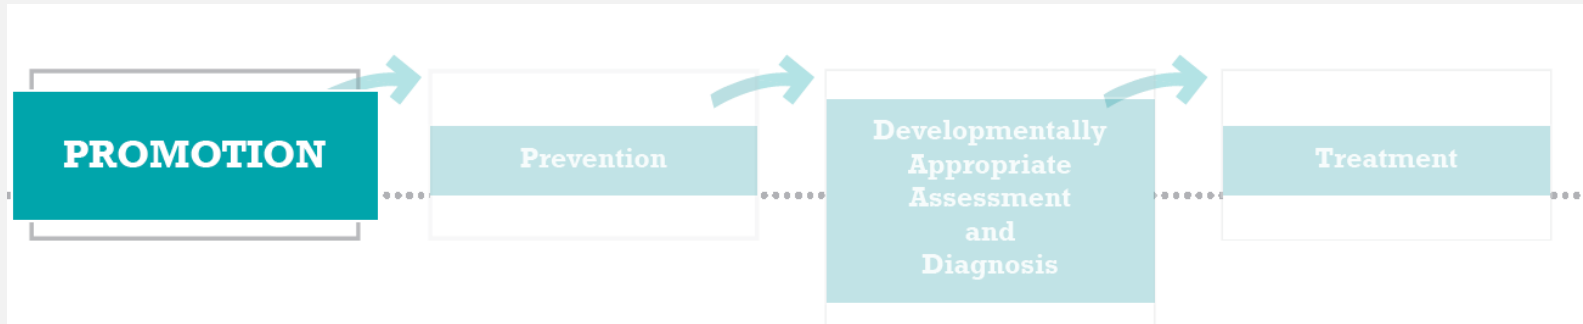 PROMOTION
Prevention
Developmentally
Appropriate
Assessment
and
Diagnosis
Treatment